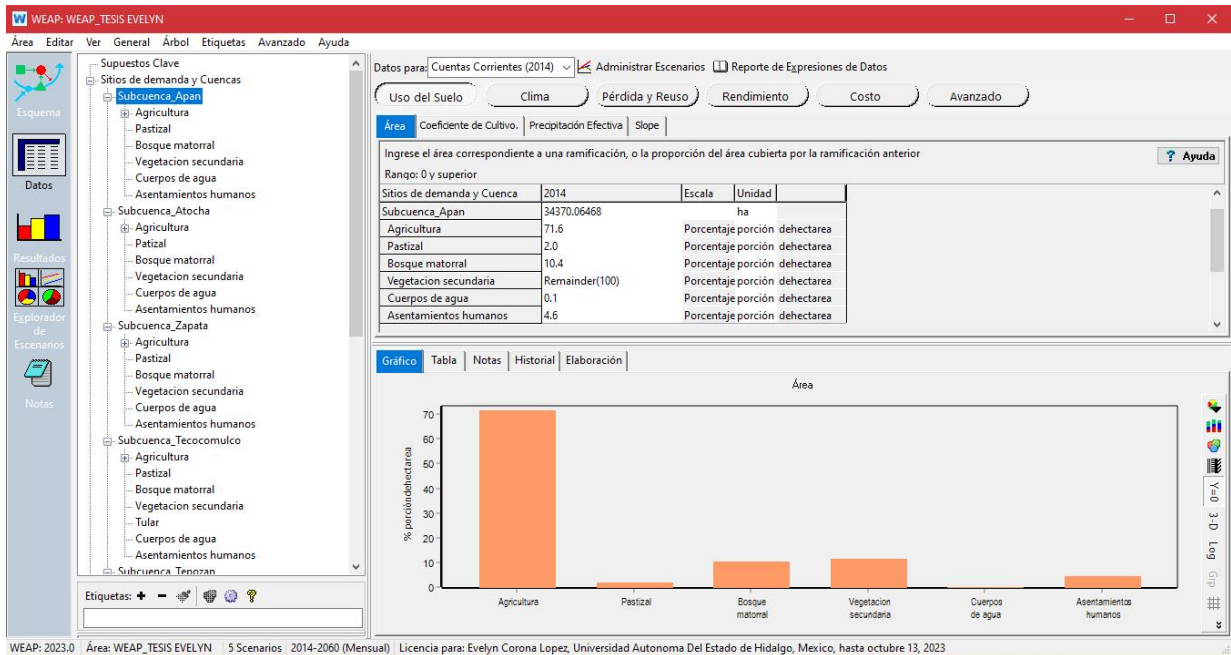 WEAP: WEAP_TESIS EVELYN
Área Editar Ver General Árbol Etiquetas Avanzado Ayuda
Esquema
Datos
Resultados
Explorador
de
Escenarios
Notas
Supuestos Clave
Sitios de demanda y Cuencas
Subcuenca_Apan
Agricultura
Pastizal
Bosque matorral
Vegetacion secundaria
Cuerpos de agua
Asentamientos humanos
Subcuenca_Atocha
Agricultura
Patizal
Bosque matorral
Vegetacion secundaria
Cuerpos de agua
Asentamientos humanos
Subcuenca_Zapata
Agricultura
Pastizal
Bosque matorral
Vegetacion secundaria
Cuerpos de agua
Asentamientos humanos
Subcuenca_Tecocomulco
Agricultura
Pastizal
Bosque matorral
Vegetacion secundaria
Tular
Cuerpos de agua
Asentamientos humanos
Subcuenca Tepozan
Etiquetas:
Datos para: Cuentas Corrientes (2014) Administrar Escenarios Reporte de Expresiones de Datos
Uso del Suelo Clima Pérdida y Reuso Rendimiento Costo Avanzado
Área Coeficiente de Cultivo. Precipitación Efectiva Slope
Ingrese el área correspondiente a una ramificación, o la proporción del área cubierta por la ramificación anterior
? Ayuda
Rango: 0 y superior
Sitios de demanda y Cuenca 2014 Escala Unidad
Subcuenca_Apan 34370.06468 ha
Agricultura 71.6 Porcentaje porción dehectarea
Pastizal 2.0 Porcentaje porción dehectarea
Bosque matorral 10.4 Porcentaje porción dehectarea
Vegetacion secundaria Remainder(100) Porcentaje porción dehectarea
Cuerpos de agua 0.1 Porcentaje porción dehectarea
Asentamientos humanos 4.6 Porcentaje porción dehectarea
Gráfico Tabla Notas Historial Elaboración
Área
% poricióndehectarea
70
60
50
40
30
20
10
0
Agricultura Pastizal Bosque matorral Vegetacion secundaria Cuerpos de agua Asentamientos humanos
Y=0
3-D
Log
Grp
WEAP: 2023.0 Área: WEAP_TESIS EVELYN 5 Scenarios 2014-2060 (Mensual) Licencia para: Evelyn Corona Lopez, Universidad Autonoma Del Estado de Hidalgo, Mexico, hasta octubre 13, 2023